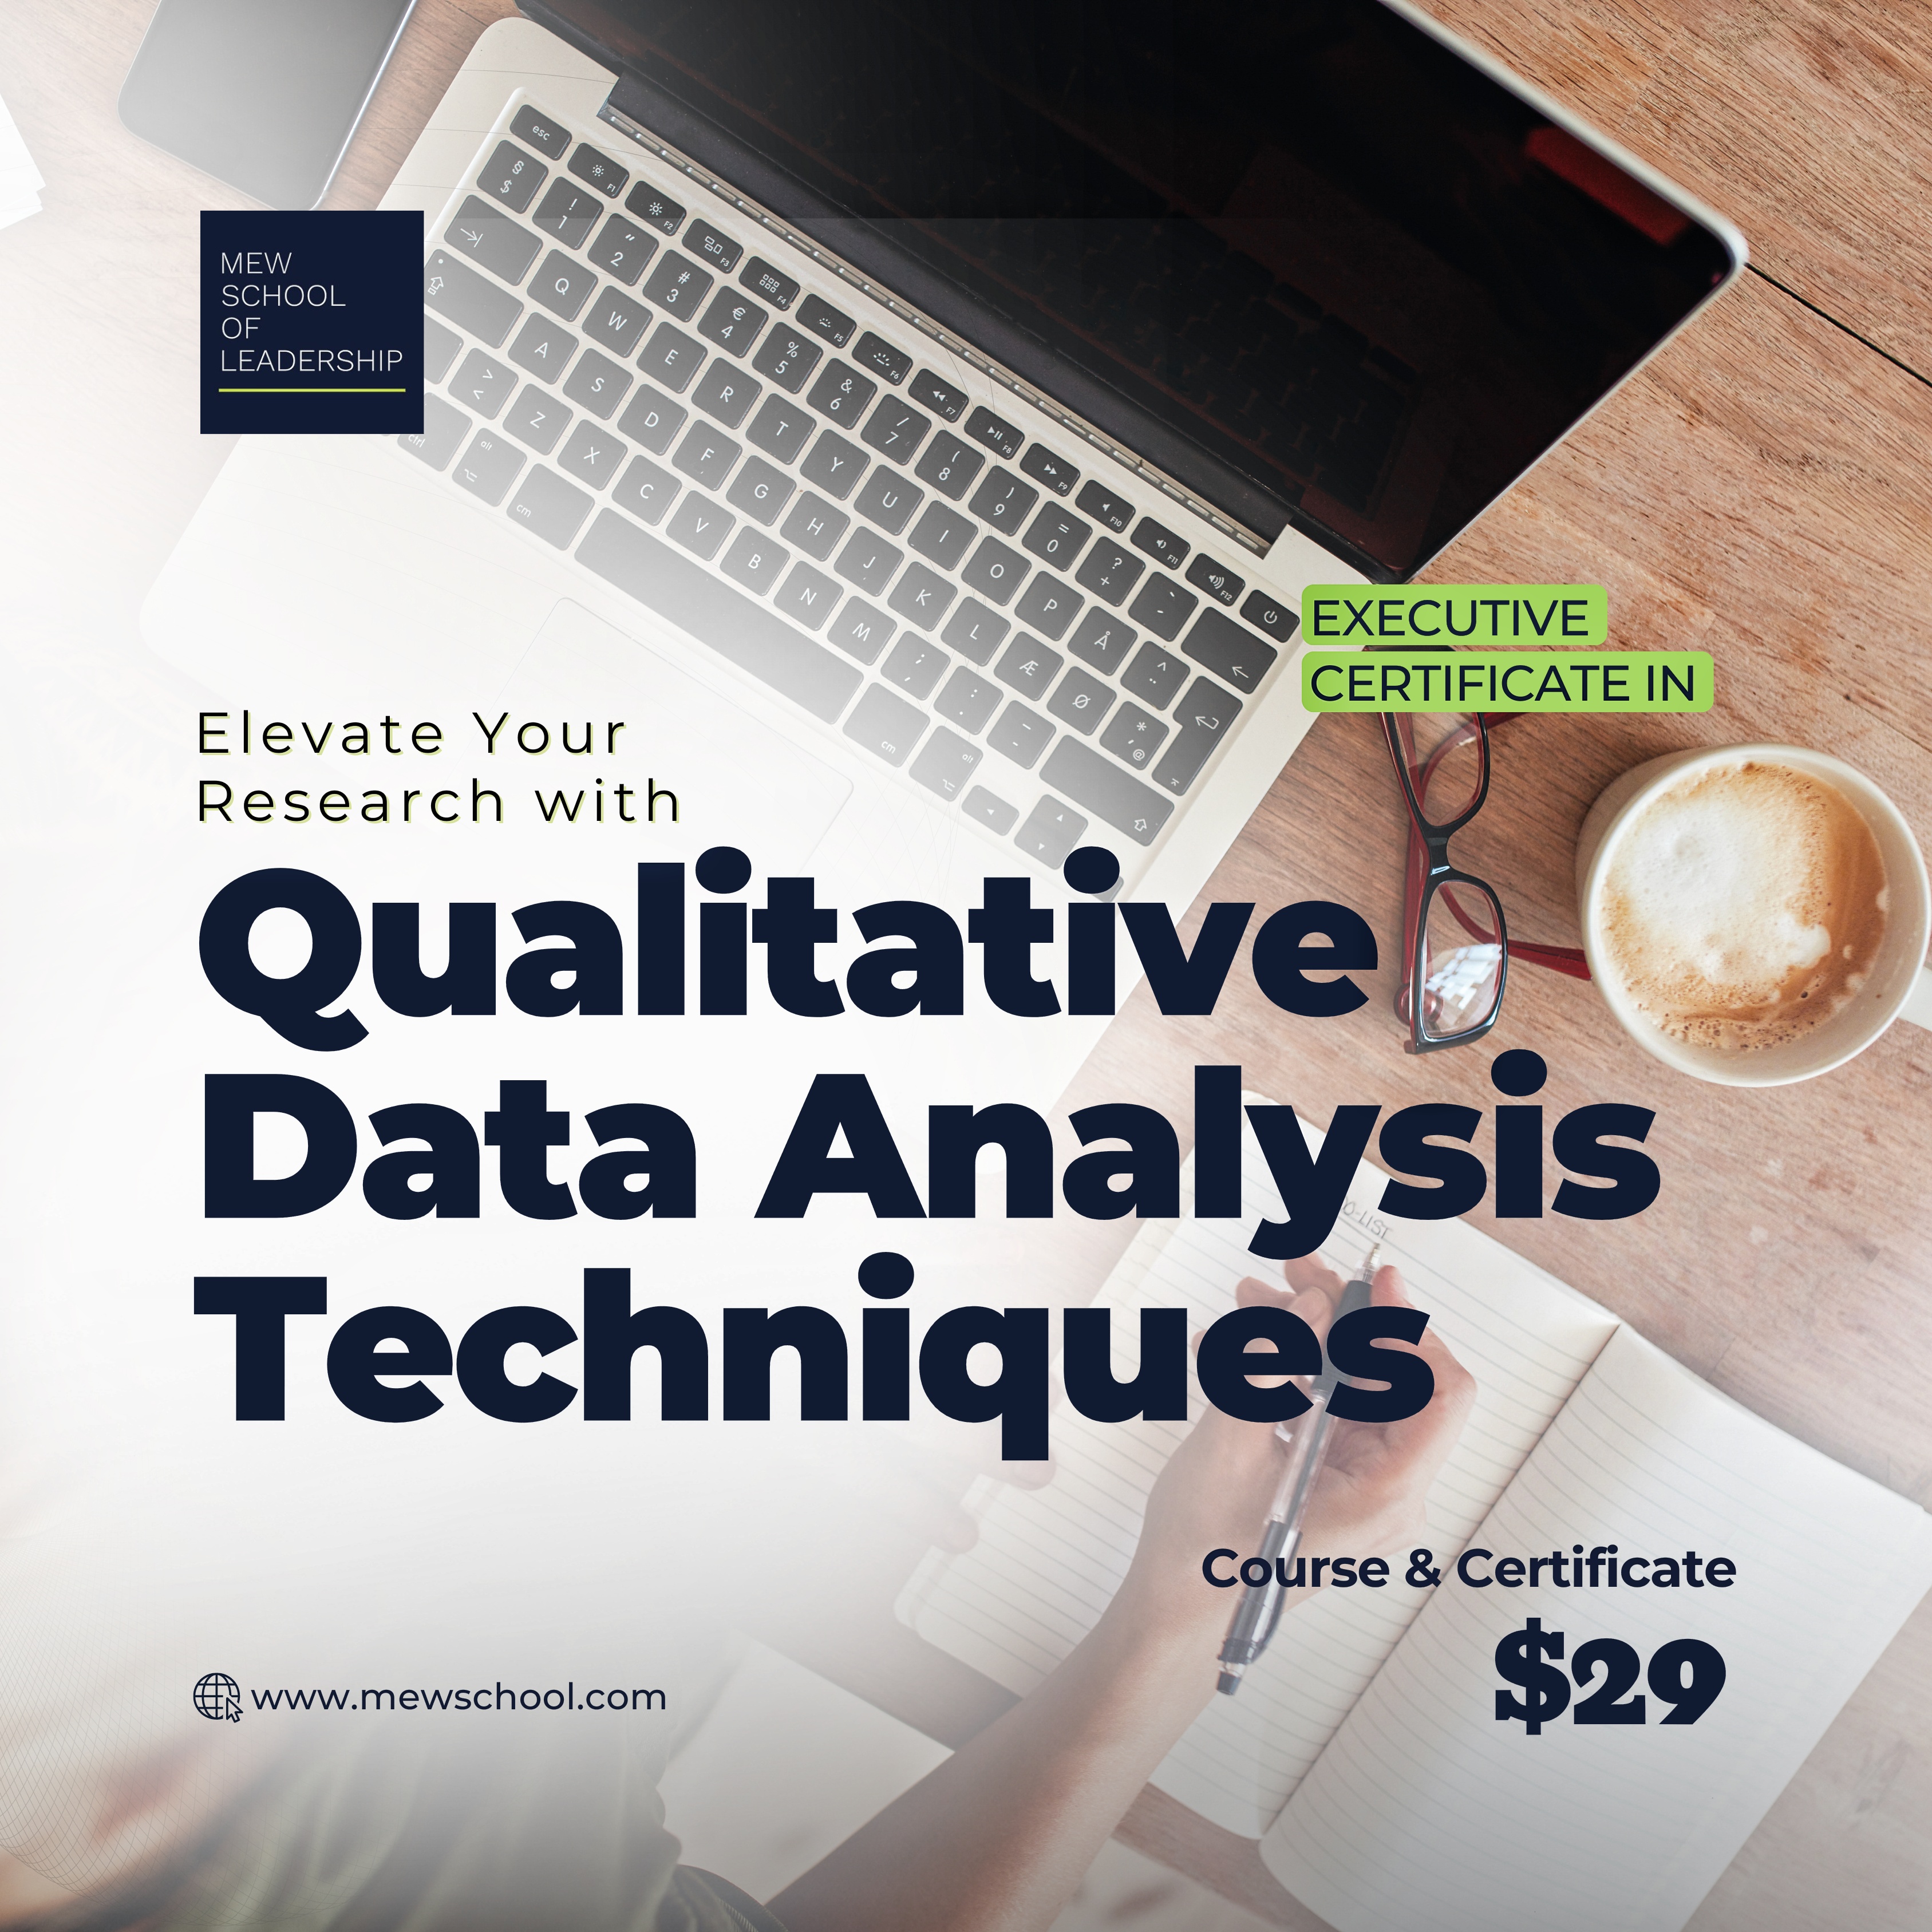 MEW
SCHOOL
OF
LEADERSHIP
EXECUTIVE
CERTIFICATE IN
Elevate Your
Research with
Qualitative
Data Analysis
Techniques
Course & Certificate
$29
www.mewschool.com